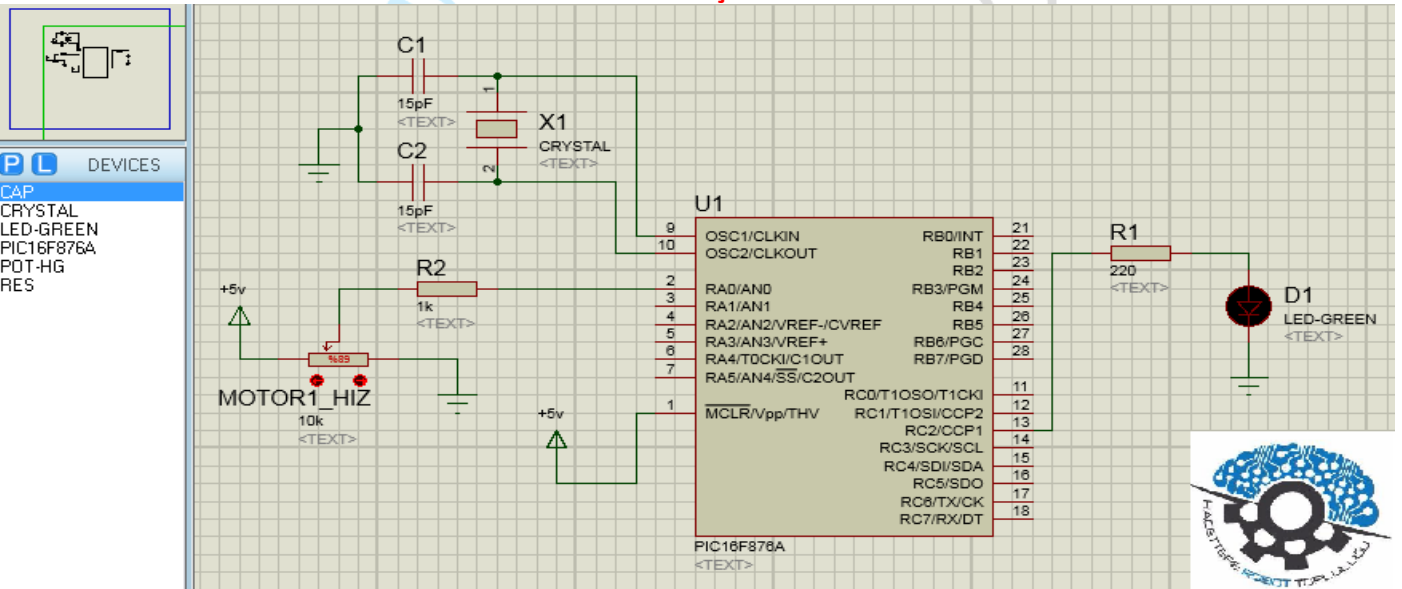 C1
15pF
<TEXT>
1
X1
CRYSTAL
<TEXT>
2
C2
15pF
<TEXT>
P L DEVICES
CAP
CRYSTAL
LED-GREEN
PIC16F876A
POT-HG
RES
R2
1k
<TEXT>
+5v
%89
MOTOR1_HIZ
10k
<TEXT>
+5v
U1
9 OSC1/CLKIN
10 OSC2/CLKOUT
2 RA0/AN0
3 RA1/AN1
4 RA2/AN2/VREF-/CVREF
5 RA3/AN3/VREF+
6 RA4/T0CKI/C1OUT
7 RA5/AN4/SS/C2OUT
1 MCLR/Vpp/THV
RB0/INT 21
RB1 22
RB2 23
RB3/PGM 24
RB4 25
RB5 26
RB6/PGC 27
RB7/PGD 28
RC0/T1OSO/T1CKI 11
RC1/T1OSI/CCP2 12
RC2/CCP1 13
RC3/SCK/SCL 14
RC4/SDI/SDA 15
RC5/SDO 16
RC6/TX/CK 17
RC7/RX/DT 18
PIC16F876A
<TEXT>
R1
220
<TEXT>
D1
LED-GREEN
<TEXT>
HACETTEPE ROBOT TOPLULUĞU